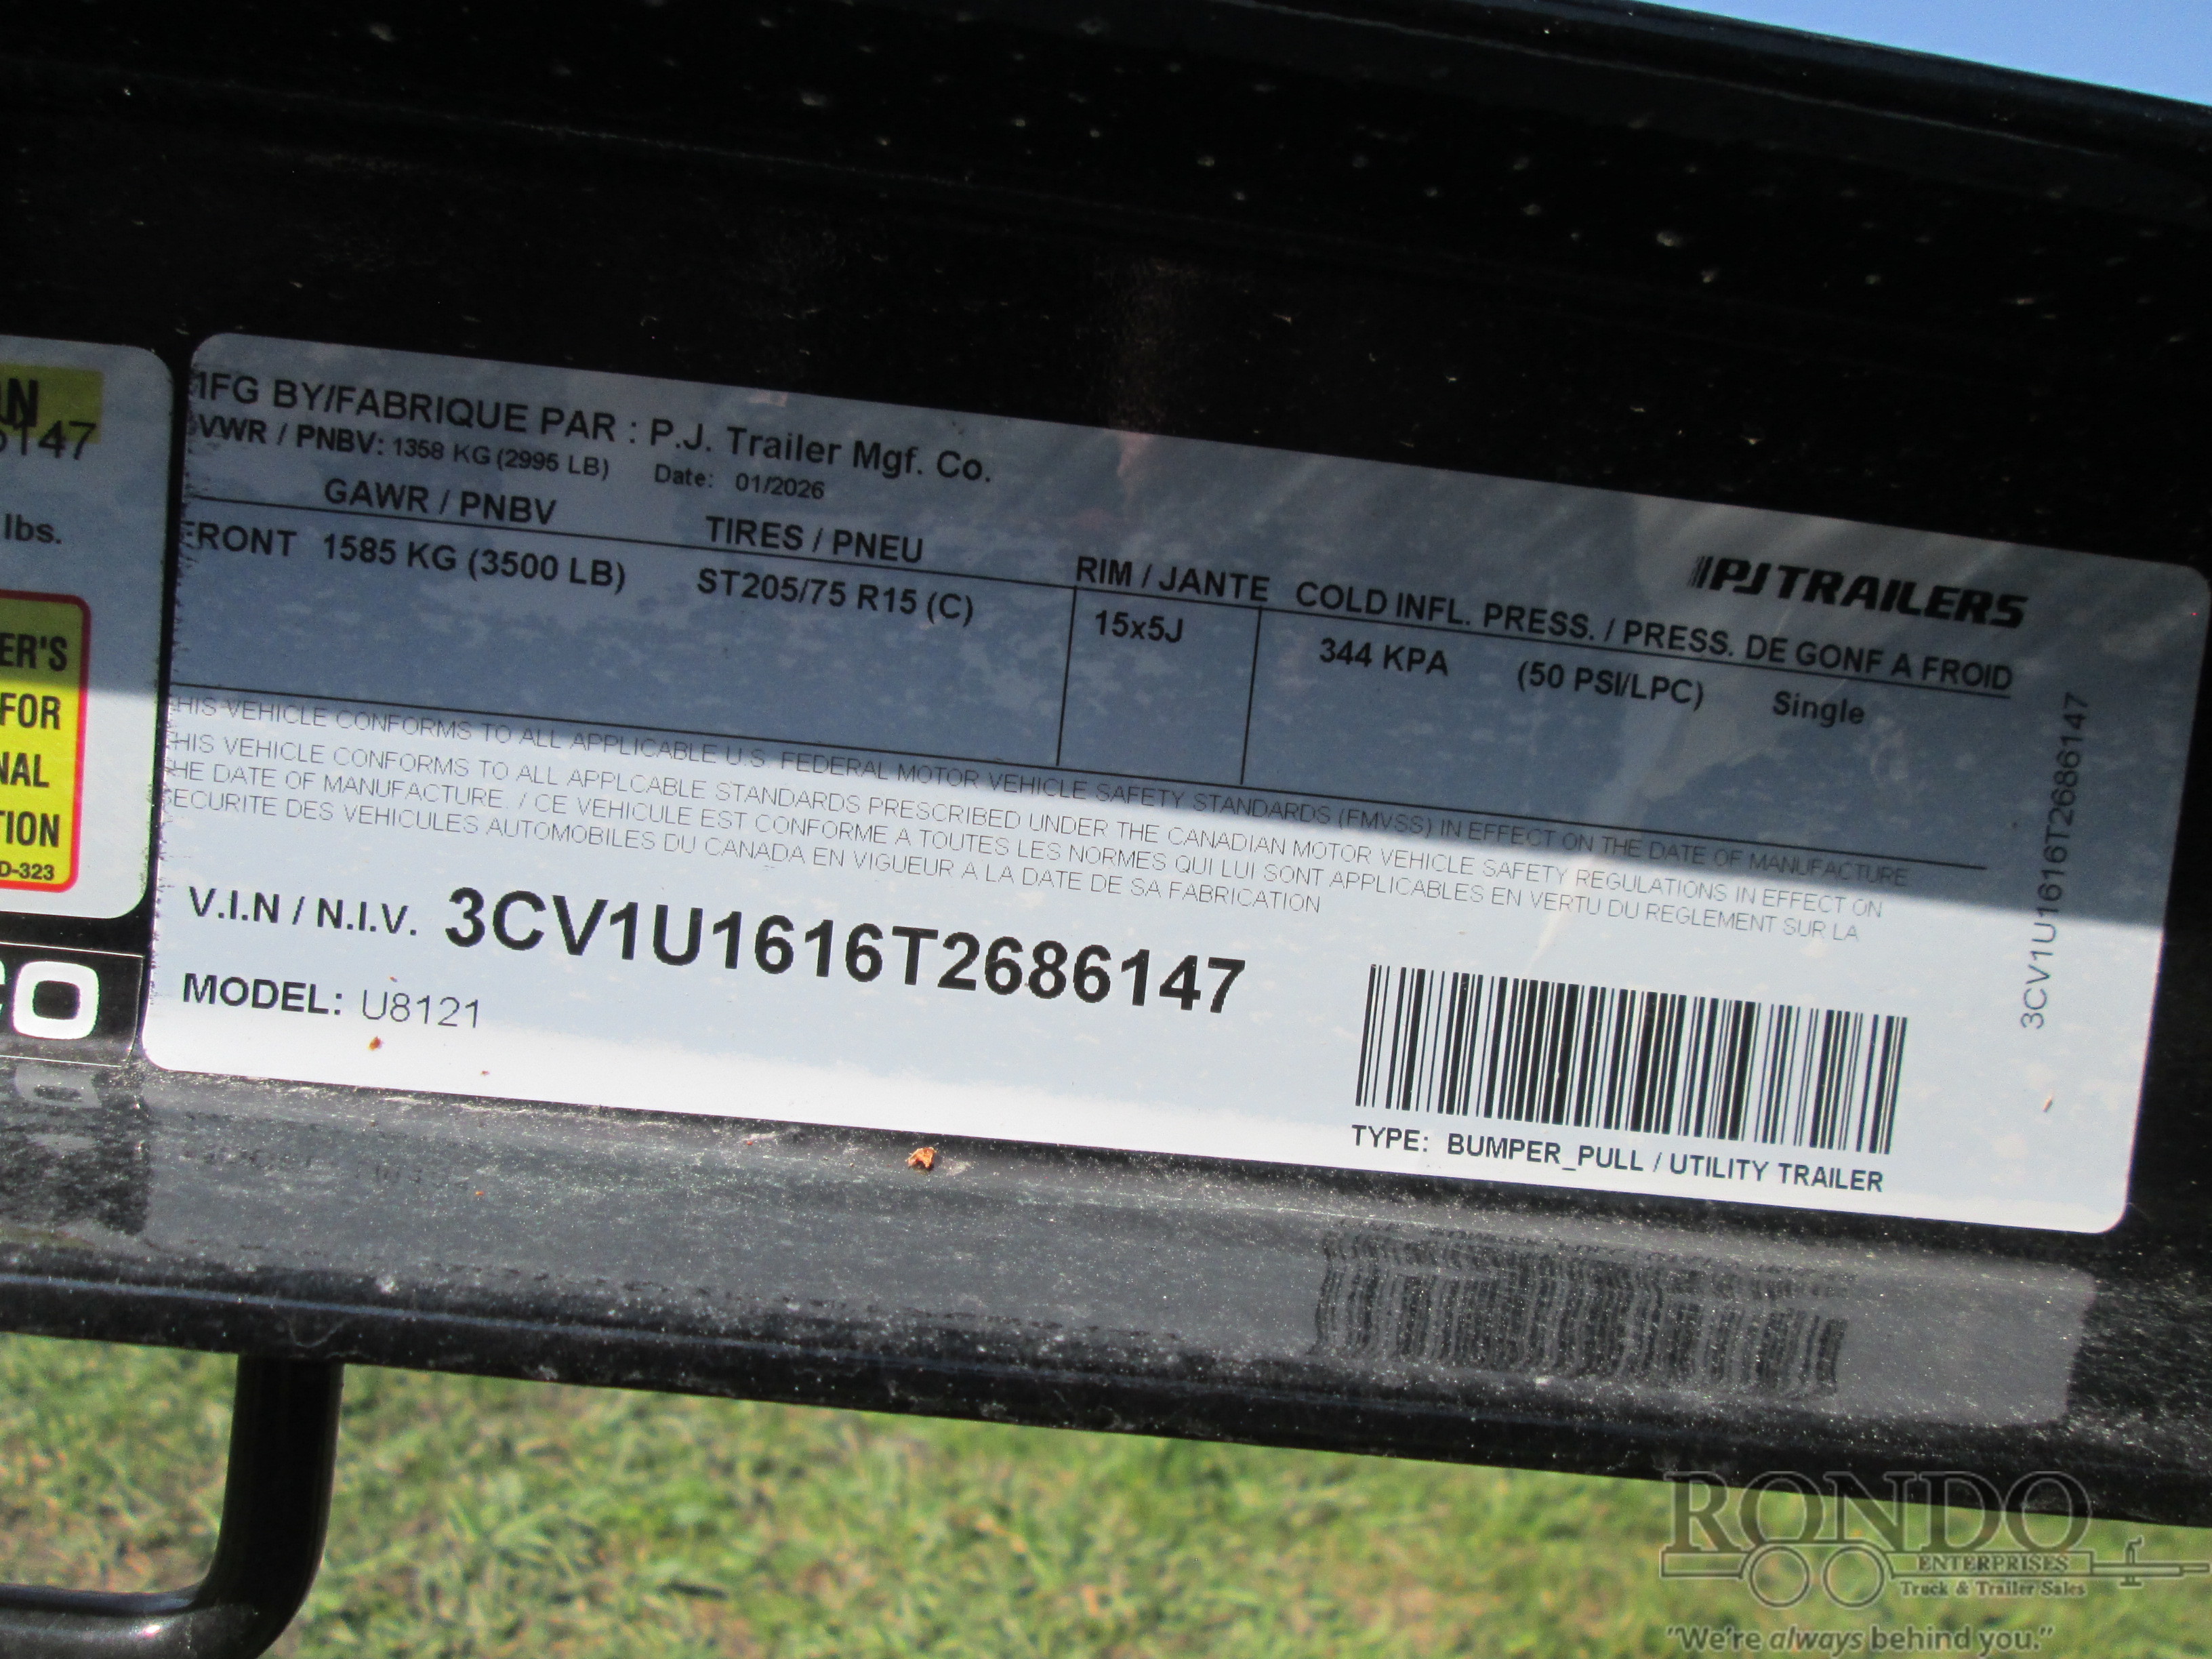 N
6147
lbs.
ER'S
FOR
NAL
TION
D-323
CO
MFG BY/FABRIQUE PAR : P.J. Trailer Mgf. Co.
GVWR / PNBV: 1358 KG (2995 LB) Date: 01/2026
PJ TRAILERS
GAWR / PNBV TIRES / PNEU RIM / JANTE COLD INFL. PRESS. / PRESS. DE GONF A FROID
FRONT 1585 KG (3500 LB) ST205/75 R15 (C) 15x5J 344 KPA (50 PSI/LPC) Single
THIS VEHICLE CONFORMS TO ALL APPLICABLE U.S. FEDERAL MOTOR VEHICLE SAFETY STANDARDS (FMVSS) IN EFFECT ON THE DATE OF MANUFACTURE
THIS VEHICLE CONFORMS TO ALL APPLCABLE STANDARDS PRESCRIBED UNDER THE CANADIAN MOTOR VEHICLE SAFETY REGULATIONS IN EFFECT ON
THE DATE OF MANUFACTURE. / CE VEHICULE EST CONFORME A TOUTES LES NORMES QUI LUI SONT APPLICABLES EN VERTU DU REGLEMENT SUR LA
SECURITE DES VEHICULES AUTOMOBILES DU CANADA EN VIGUEUR A LA DATE DE SA FABRICATION
V.I.N / N.I.V. 3CV1U1616T2686147
MODEL: U8121
TYPE: BUMPER_PULL / UTILITY TRAILER
3CV1U1616T2686147
RONDO
ENTERPRISES
Truck & Trailer Sales
"We're always behind you."